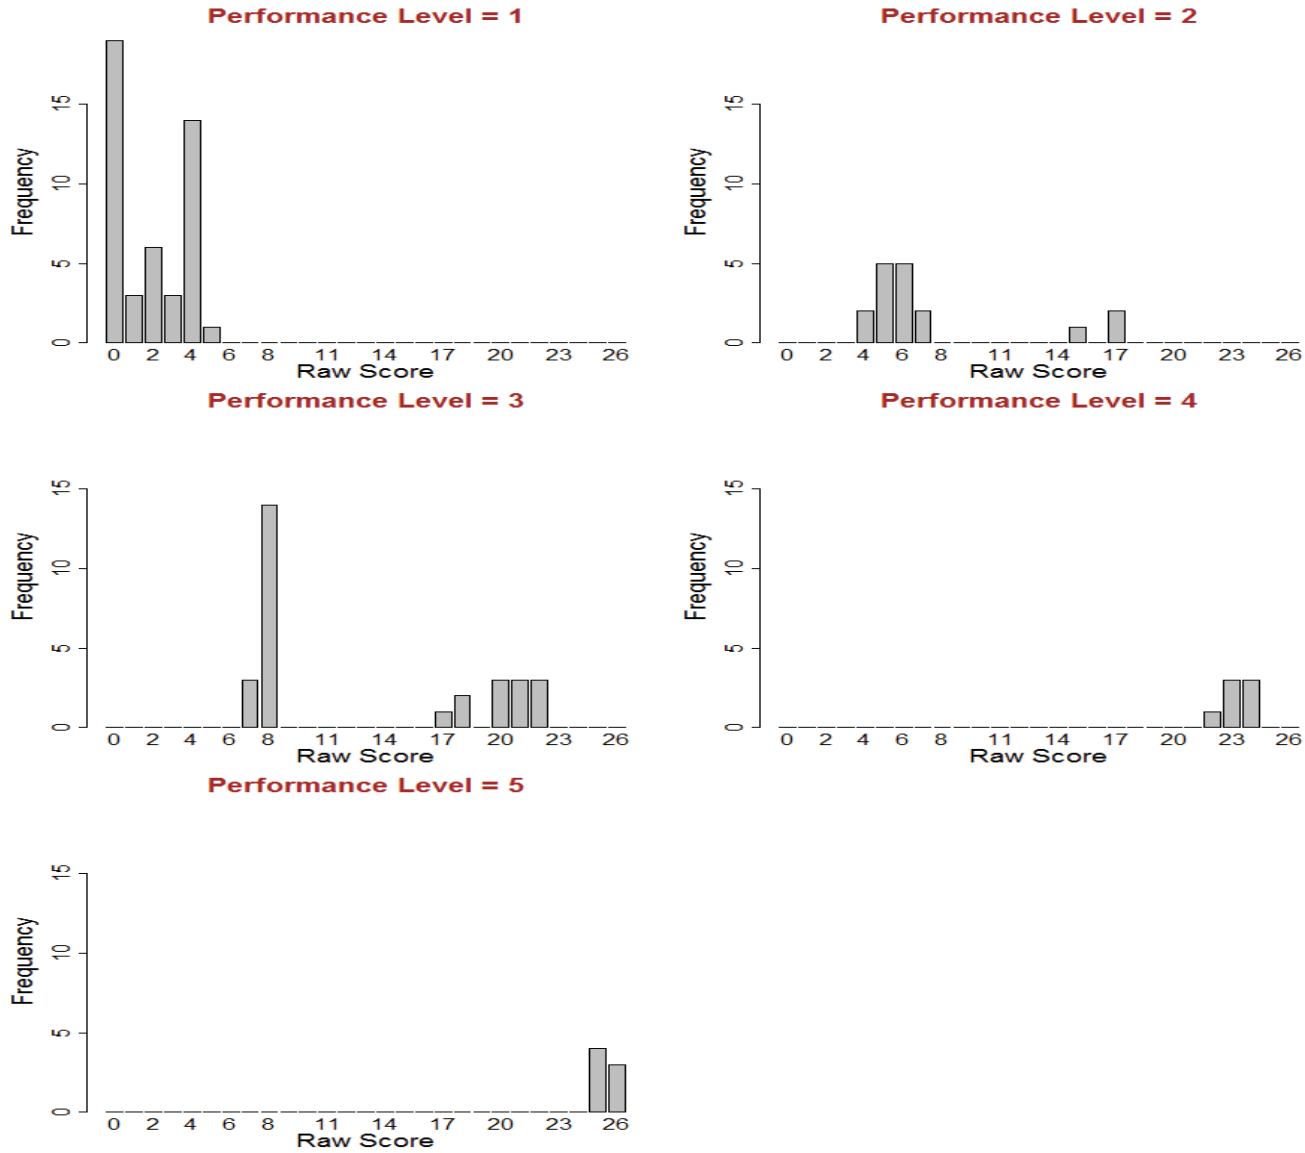 Performance Level = 1
15
10
5
0
Frequency
0 2 4 6 8 11 14 17 20 23 26
Raw Score
Performance Level = 2
15
10
5
0
Frequency
0 2 4 6 8 11 14 17 20 23 26
Raw Score
Performance Level = 3
15
10
5
0
Frequency
0 2 4 6 8 11 14 17 20 23 26
Raw Score
Performance Level = 4
15
10
5
0
Frequency
0 2 4 6 8 11 14 17 20 23 26
Raw Score
Performance Level = 5
15
10
5
0
Frequency
0 2 4 6 8 11 14 17 20 23 26
Raw Score